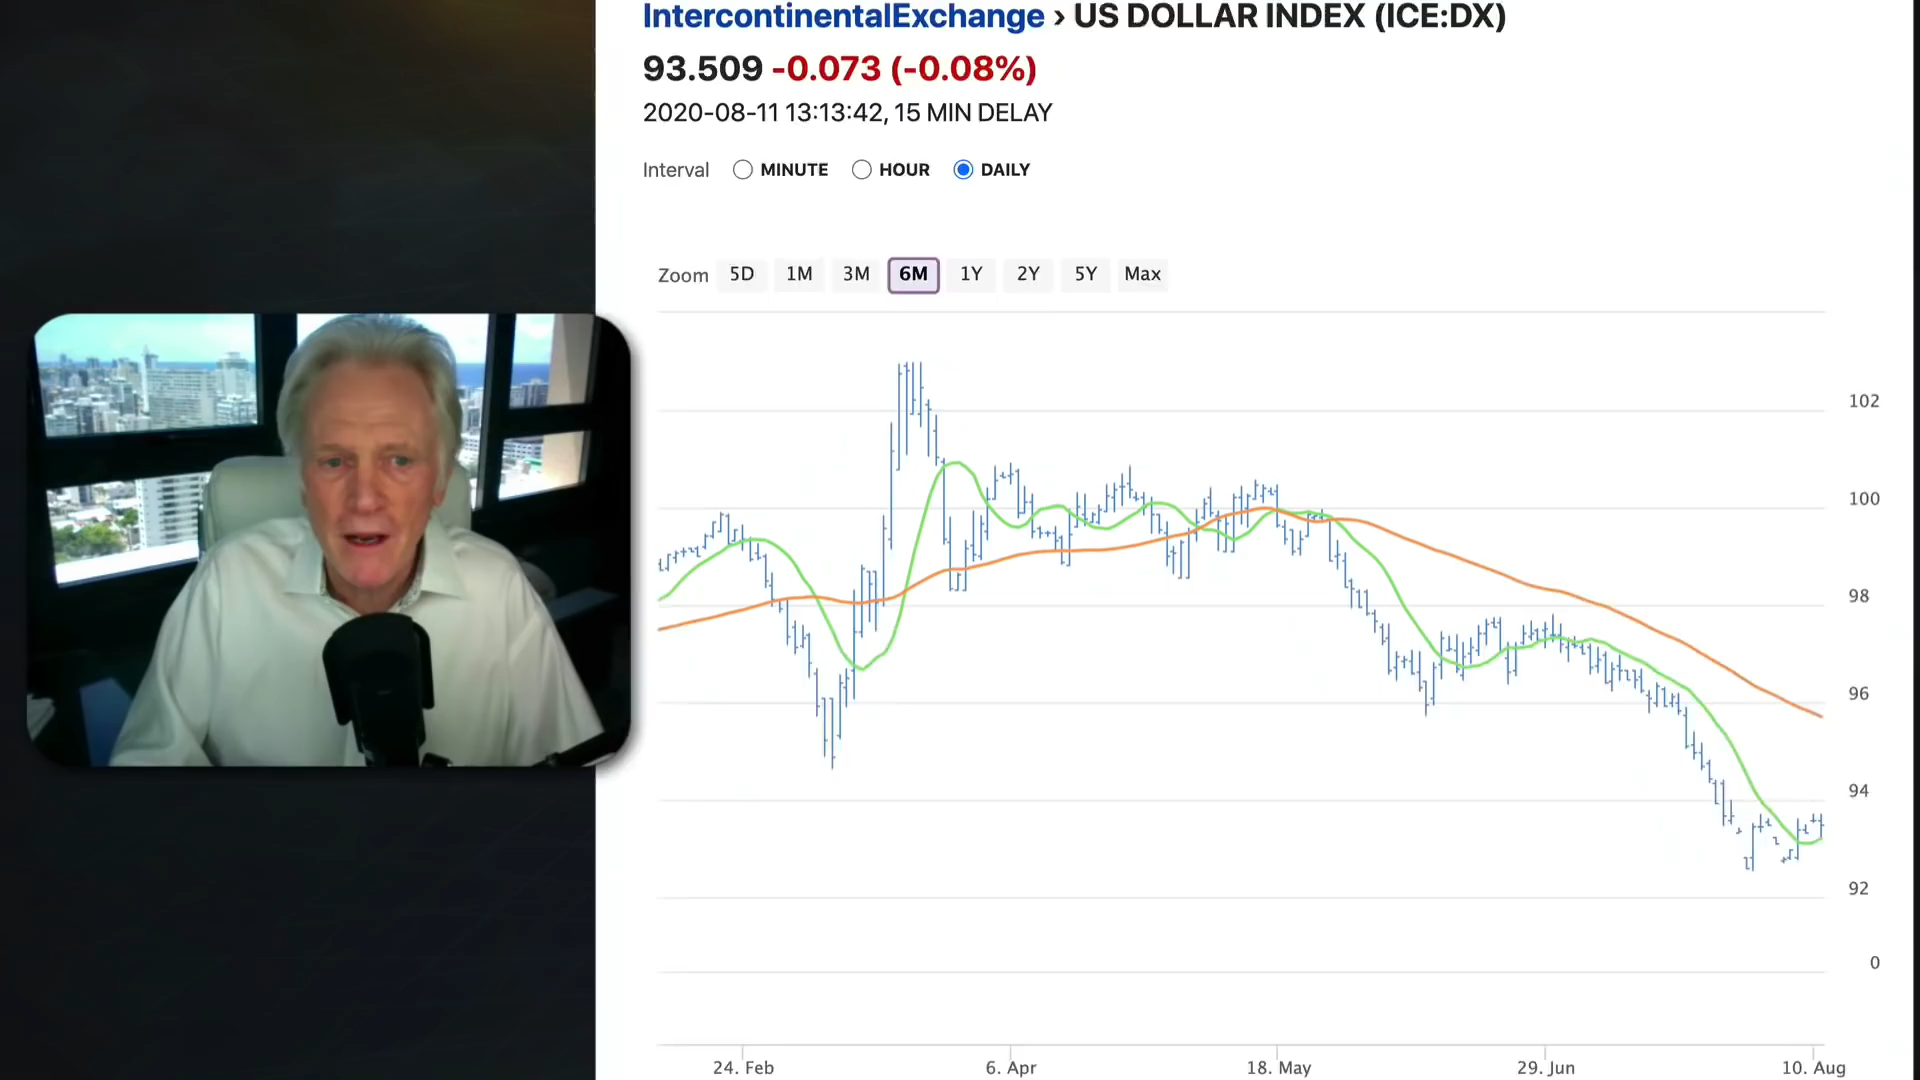 IntercontinentalExchange › US DOLLAR INDEX (ICE:DX)
93.509 -0.073 (-0.08%)
2020-08-11 13:13:42, 15 MIN DELAY
Interval MINUTE HOUR DAILY
Zoom 5D 1M 3M 6M 1Y 2Y 5Y Max
102
100
98
96
94
92
0
24. Feb 6. Apr 18. May 29. Jun 10. Aug